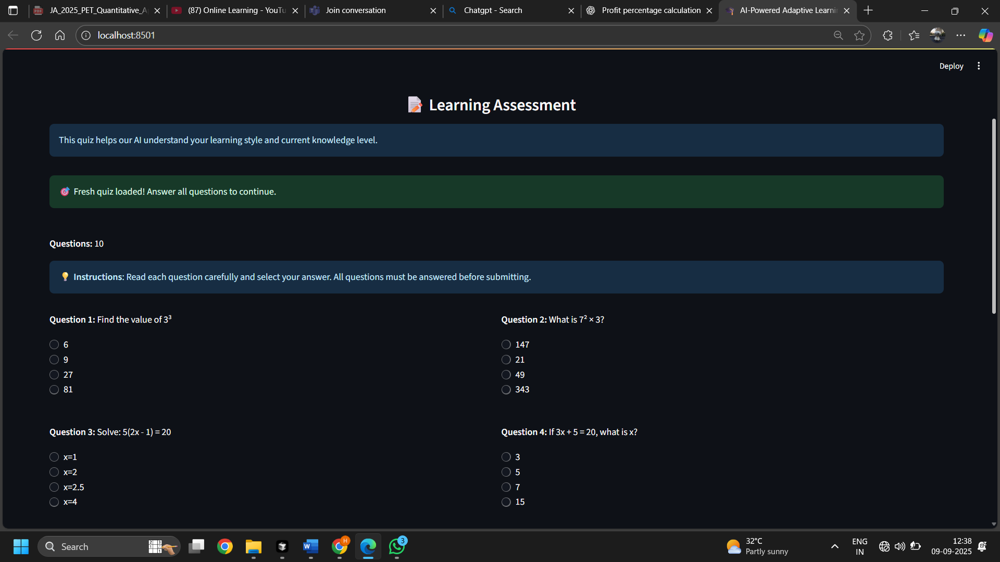 JA_2025_PET_Quantitative_A
(87) Online Learning - YouTu
Join conversation
Chatgpt - Search
Profit percentage calculation
AI-Powered Adaptive Learni
localhost:8501
Deploy
Learning Assessment
This quiz helps our AI understand your learning style and current knowledge level.
Fresh quiz loaded! Answer all questions to continue.
Questions: 10
Instructions: Read each question carefully and select your answer. All questions must be answered before submitting.
Question 1: Find the value of 3³
6
9
27
81
Question 2: What is 7² × 3?
147
21
49
343
Question 3: Solve: 5(2x - 1) = 20
x=1
x=2
x=2.5
x=4
Question 4: If 3x + 5 = 20, what is x?
3
5
7
15
Search
H
3
32°C
Partly sunny
ENG
IN
12:38
09-09-2025